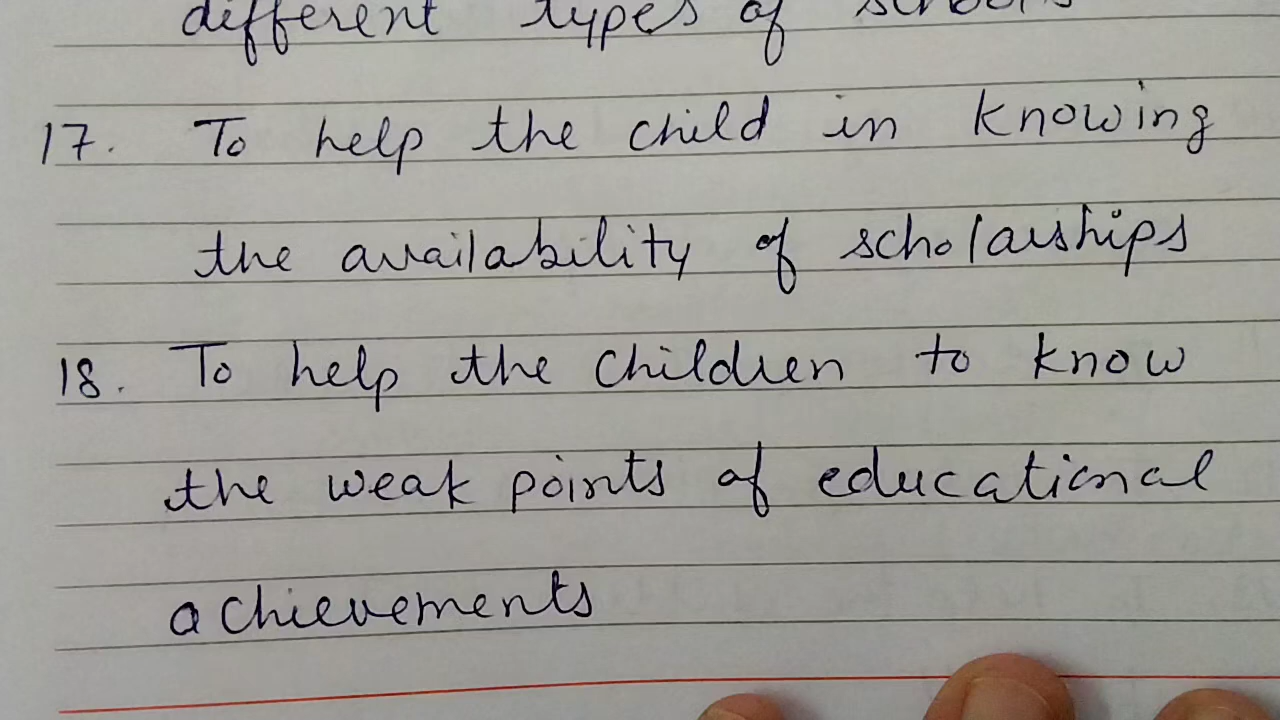 different types of schools
17. To help the child in knowing
the availability of scholarships
18. To help the children to know
the weak points of educational
achievements